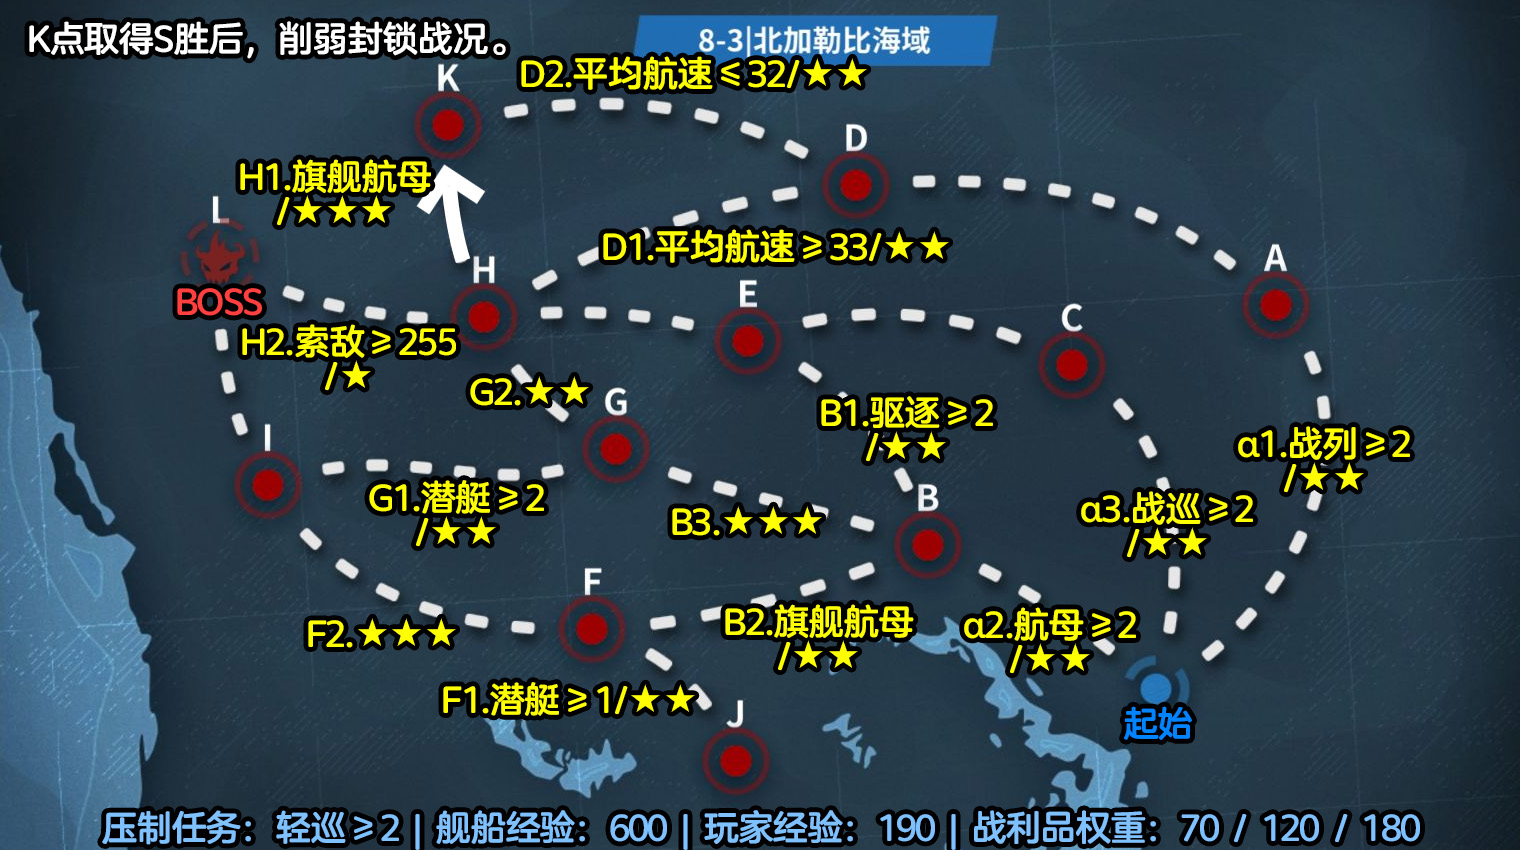 K点取得S胜后，削弱封锁战况。
8-3|北加勒比海域
K
D2.平均航速≤32/★★
D
H1.旗舰航母
/★★★
L
D1.平均航速≥33/★★
A
H
BOSS
E
C
H2.索敌≥255
/★
G2.★★
G
B1.驱逐≥2
/★★
α1.战列≥2
/★★
I
G1.潜艇≥2
/★★
B
B3.★★★
α3.战巡≥2
/★★
F
F2.★★★
B2.旗舰航母
/★★
α2.航母≥2
/★★
F1.潜艇≥1/★★
J
起始
压制任务：轻巡≥2 | 舰船经验：600 | 玩家经验：190 | 战利品权重：70 / 120 / 180